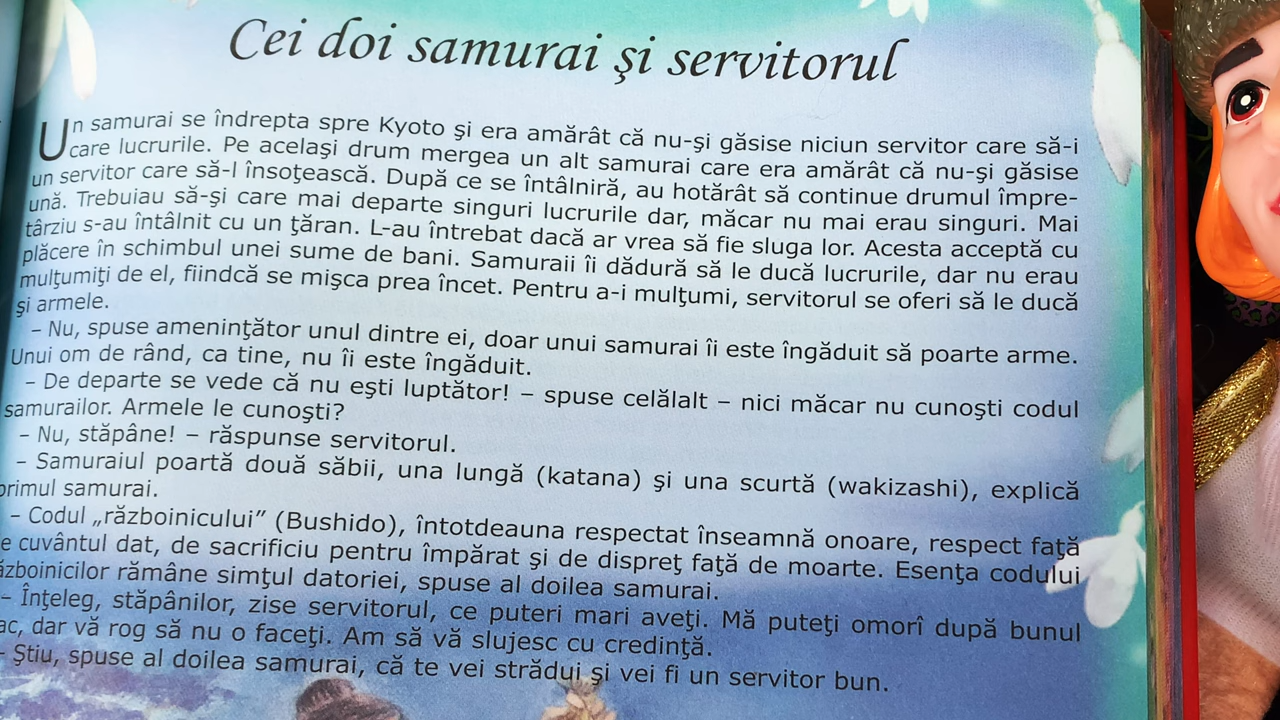 Cei doi samurai şi servitorul
Un samurai se îndrepta spre Kyoto şi era amărât că nu-şi găsise niciun servitor care să-i
care lucrurile. Pe acelaşi drum mergea un alt samurai care era amărât că nu-şi găsise
un servitor care să-l însoţească. După ce se întâlniră, au hotărât să continue drumul împre-
ună. Trebuiau să-şi care mai departe singuri lucrurile dar, măcar nu mai erau singuri. Mai
târziu s-au întâlnit cu un ţăran. L-au întrebat dacă ar vrea să fie sluga lor. Acesta acceptă cu
plăcere în schimbul unei sume de bani. Samuraii îi dădură să le ducă lucrurile, dar nu erau
mulţumiţi de el, fiindcă se mişca prea încet. Pentru a-i mulţumi, servitorul se oferi să le ducă
şi armele.
– Nu, spuse ameninţător unul dintre ei, doar unui samurai îi este îngăduit să poarte arme.
Unui om de rând, ca tine, nu îi este îngăduit.
– De departe se vede că nu eşti luptător! – spuse celălalt – nici măcar nu cunoşti codul
samurailor. Armele le cunoşti?
– Nu, stăpâne! – răspunse servitorul.
– Samuraiul poartă două săbii, una lungă (katana) şi una scurtă (wakizashi), explică
primul samurai.
– Codul „războinicului” (Bushido), întotdeauna respectat înseamnă onoare, respect faţă
e cuvântul dat, de sacrificiu pentru împărat şi de dispreţ faţă de moarte. Esenţa codului
ăzboinicilor rămâne simţul datoriei, spuse al doilea samurai.
– Înţeleg, stăpânilor, zise servitorul, ce puteri mari aveţi. Mă puteţi omorî după bunul
ac, dar vă rog să nu o faceţi. Am să vă slujesc cu credinţă.
– Ştiu, spuse al doilea samurai, că te vei strădui şi vei fi un servitor bun.